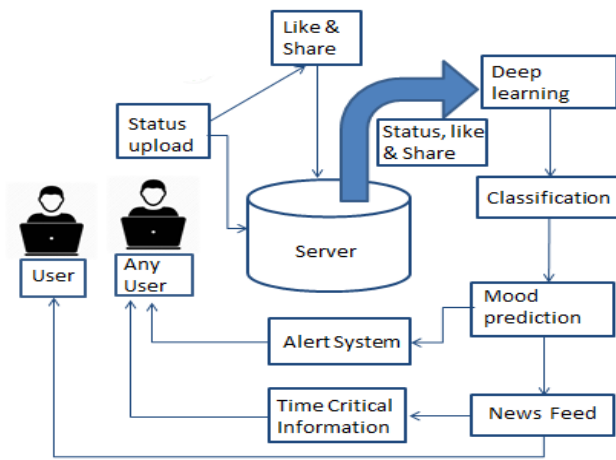 Like &
Share
Deep
learning
Status
upload
Status, like
& Share
Classification
Server
User
Any
User
Mood
prediction
Alert System
Time Critical
Information
News Feed